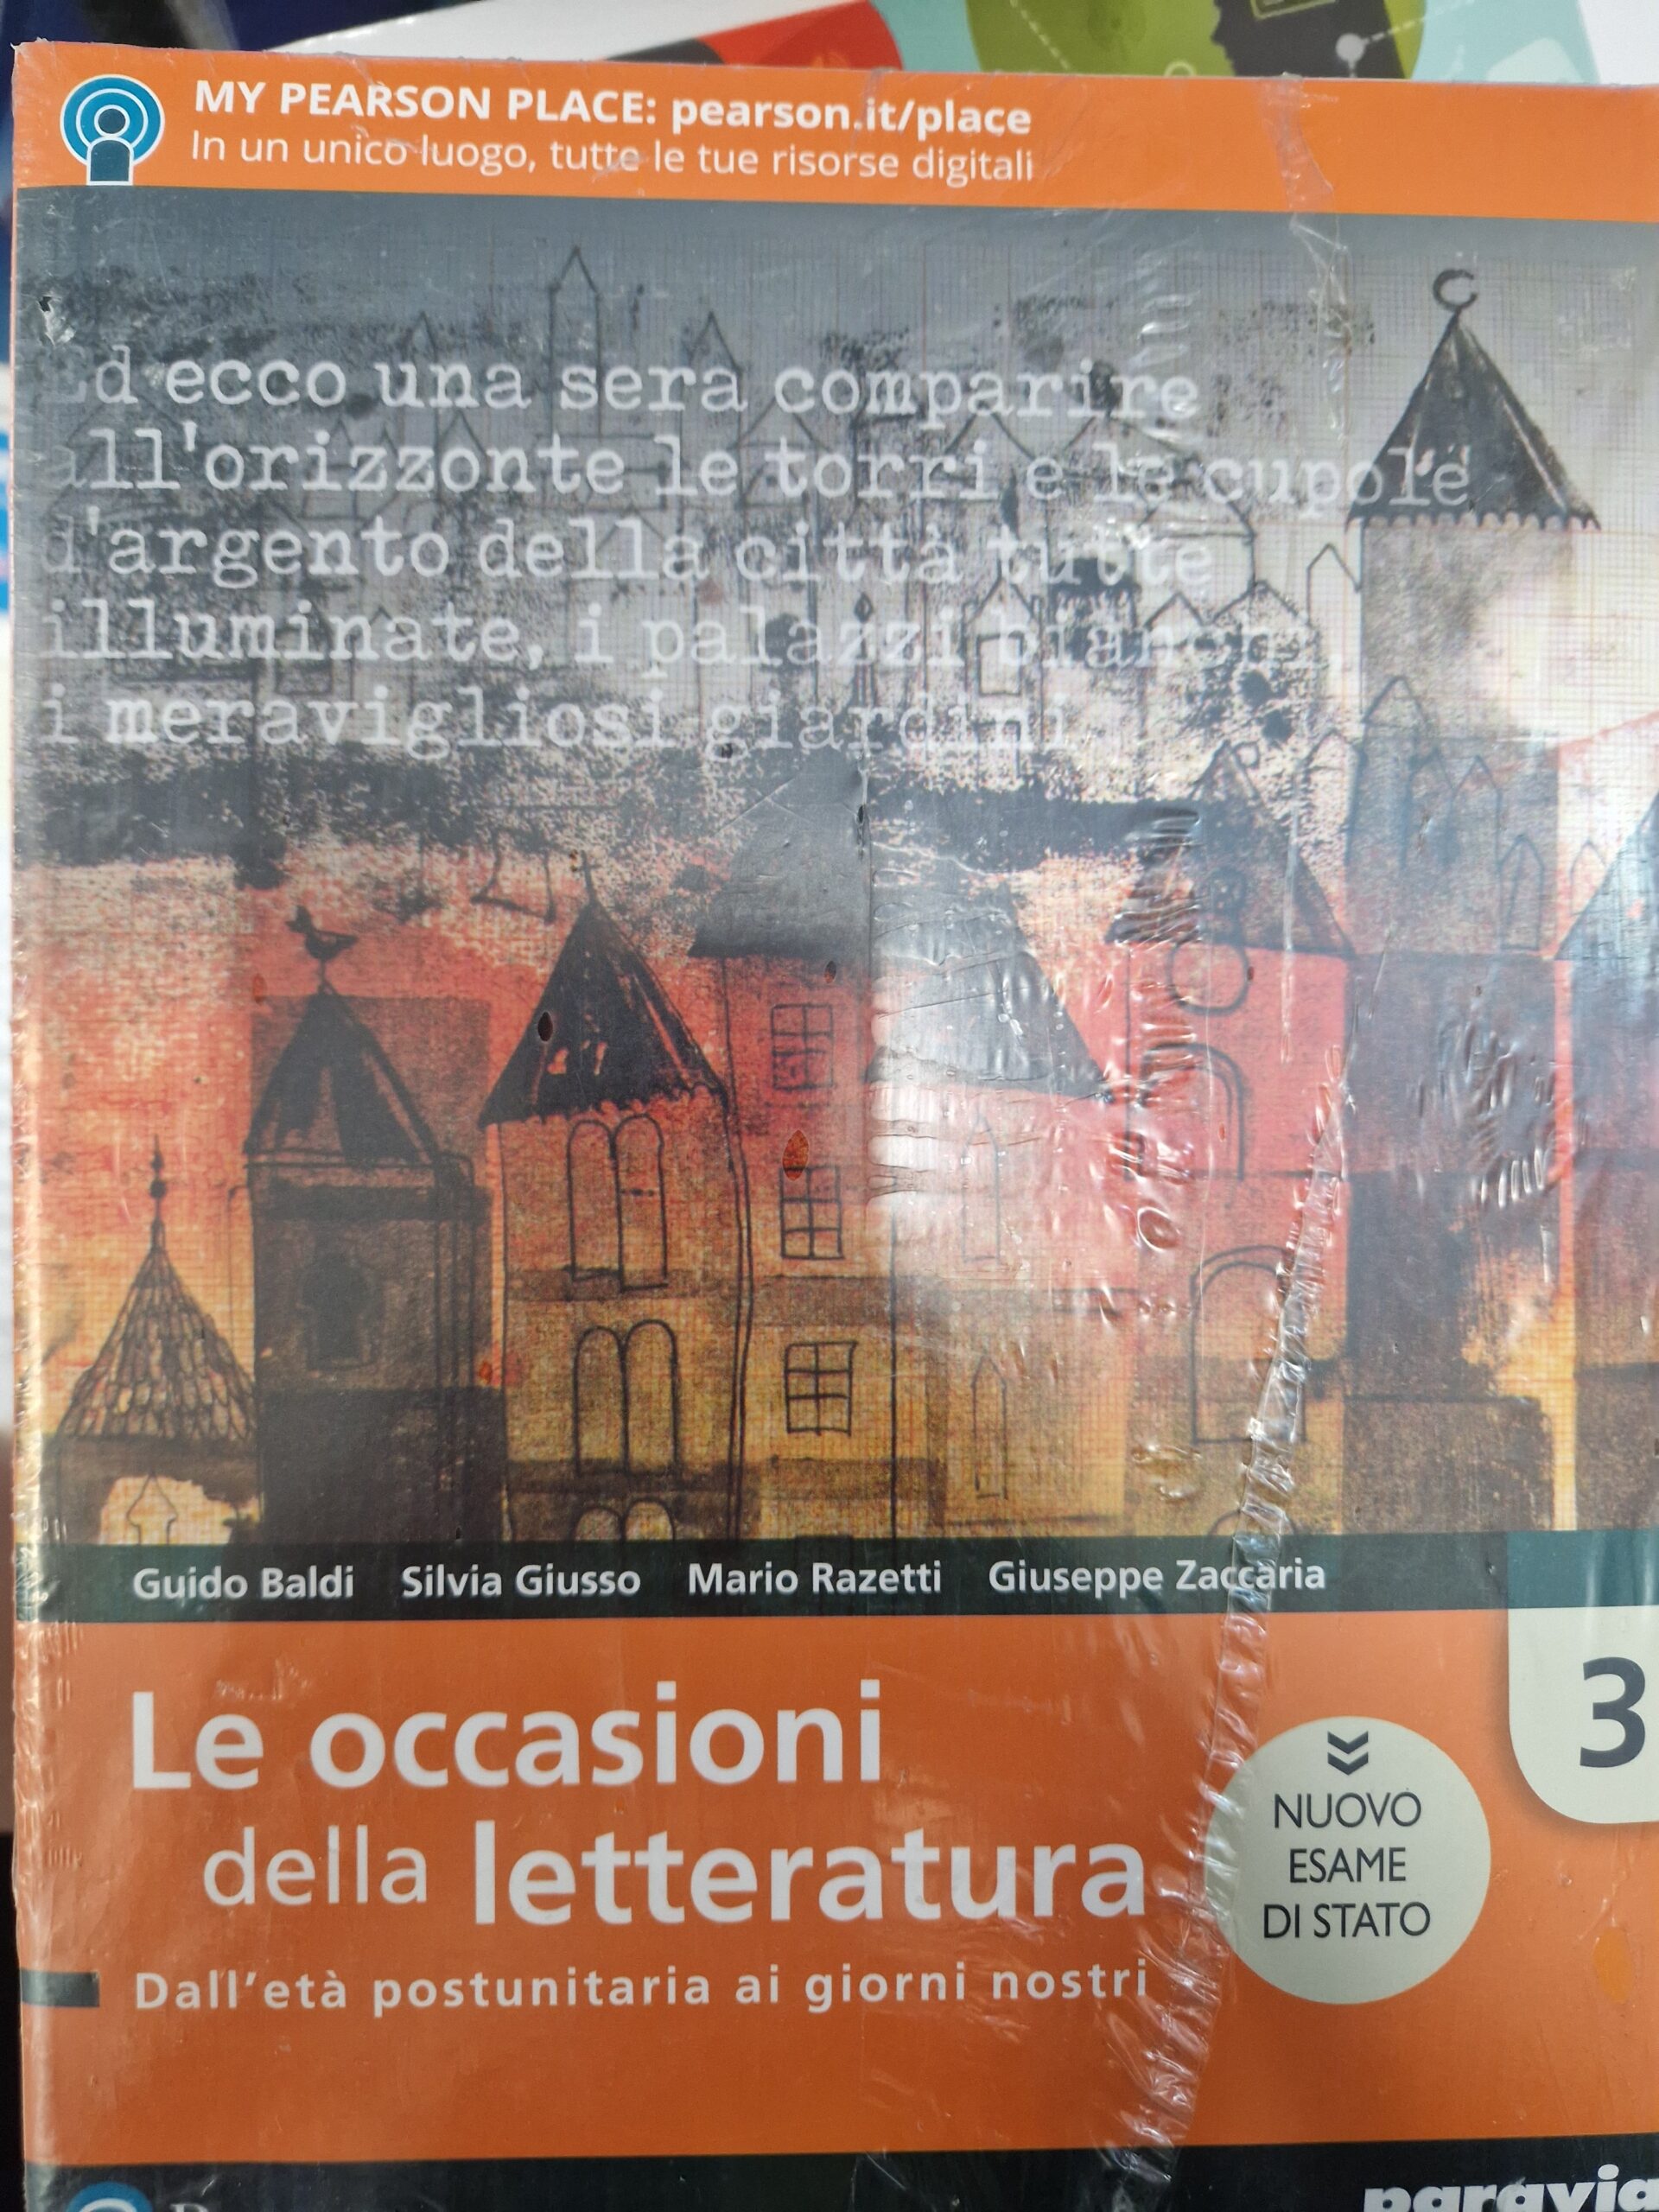 MY PEARSON PLACE: pearson.it/place
In un unico luogo, tutte le tue risorse digitali
Ed ecco una sera comparire
all'orizzonte le torri e le cupole
d'argento della città tutte
illuminate, i palazzi bianchi,
i meravigliosi giardini
Guido Baldi Silvia Giusso Mario Razetti Giuseppe Zaccaria
3
Le occasioni
della letteratura
NUOVO
ESAME
DI STATO
Dall'età postunitaria ai giorni nostri
paravia